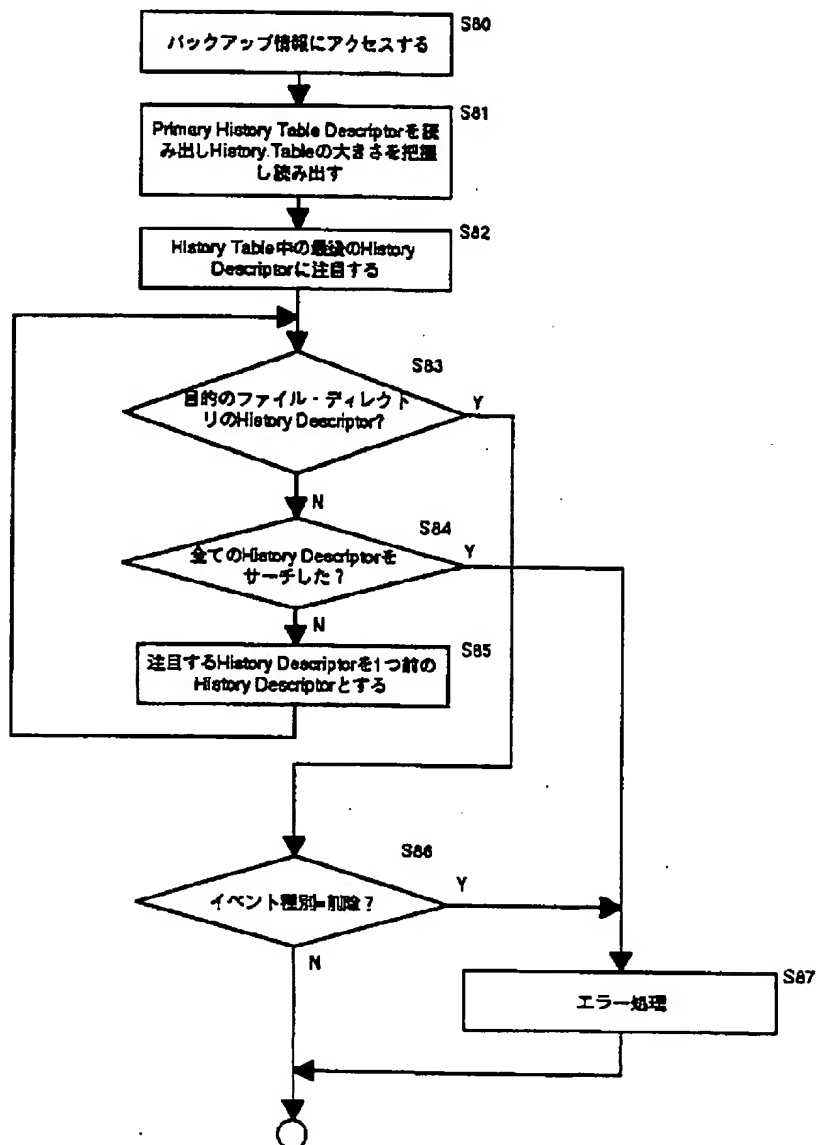 S80
バックアップ情報にアクセスする
S81
Primary History Table Descriptorを読
み出しHistory.Tableの大きさを把握
し読み出す
S82
History Table中の最後のHistory
Descriptorに注目する
S83
目的のファイル・ディレクト
リのHistory Descriptor?
Y
N
S84
全てのHistory Descriptorを
サーチした？
Y
N
S85
注目するHistory Descriptorを1つ前の
History Descriptorとする
S86
イベント種別=削除？
Y
N
S87
エラー処理